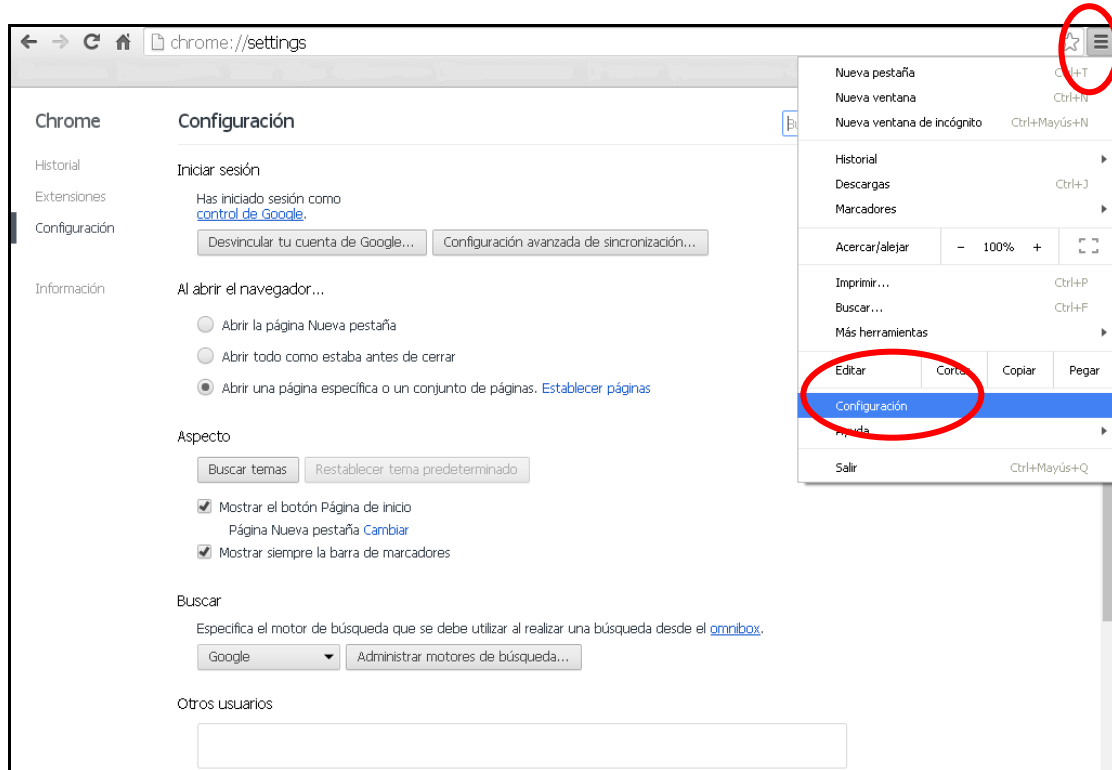 chrome://settings
Nueva pestaña Ctrl+T
Nueva ventana Ctrl+N
Nueva ventana de incógnito Ctrl+Mayús+N
Historial
Descargas Ctrl+J
Marcadores
Acercar/alejar - 100% +
Imprimir... Ctrl+P
Buscar... Ctrl+F
Más herramientas
Editar Cortar Copiar Pegar
Configuración
Ayuda
Salir Ctrl+Mayús+Q
Chrome
Historial
Extensiones
Configuración
Información
Configuración
Iniciar sesión
Has iniciado sesión como
control de Google.
Desvincular tu cuenta de Google... Configuración avanzada de sincronización...
Al abrir el navegador...
Abrir la página Nueva pestaña
Abrir todo como estaba antes de cerrar
Abrir una página específica o un conjunto de páginas. Establecer páginas
Aspecto
Buscar temas Restablecer tema predeterminado
Mostrar el botón Página de inicio
Página Nueva pestaña Cambiar
Mostrar siempre la barra de marcadores
Buscar
Especifica el motor de búsqueda que se debe utilizar al realizar una búsqueda desde el omnibox.
Google Administrar motores de búsqueda...
Otros usuarios